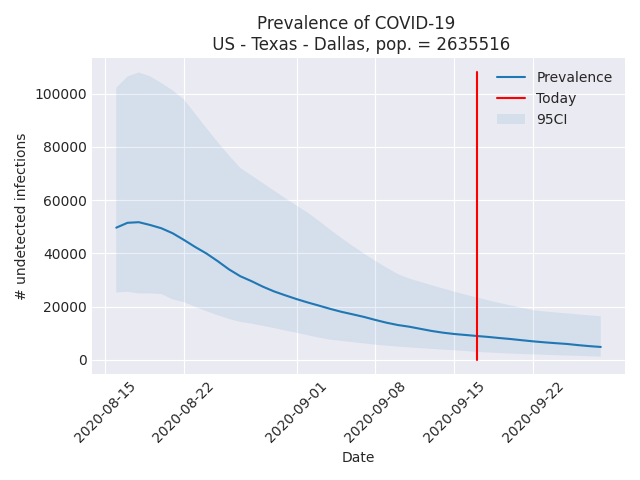 Prevalence of COVID-19
US - Texas - Dallas, pop. = 2635516
Prevalence
Today
95CI
# undetected infections
100000
80000
60000
40000
20000
0
2020-08-15
2020-08-22
2020-09-01
2020-09-08
2020-09-15
2020-09-22
Date